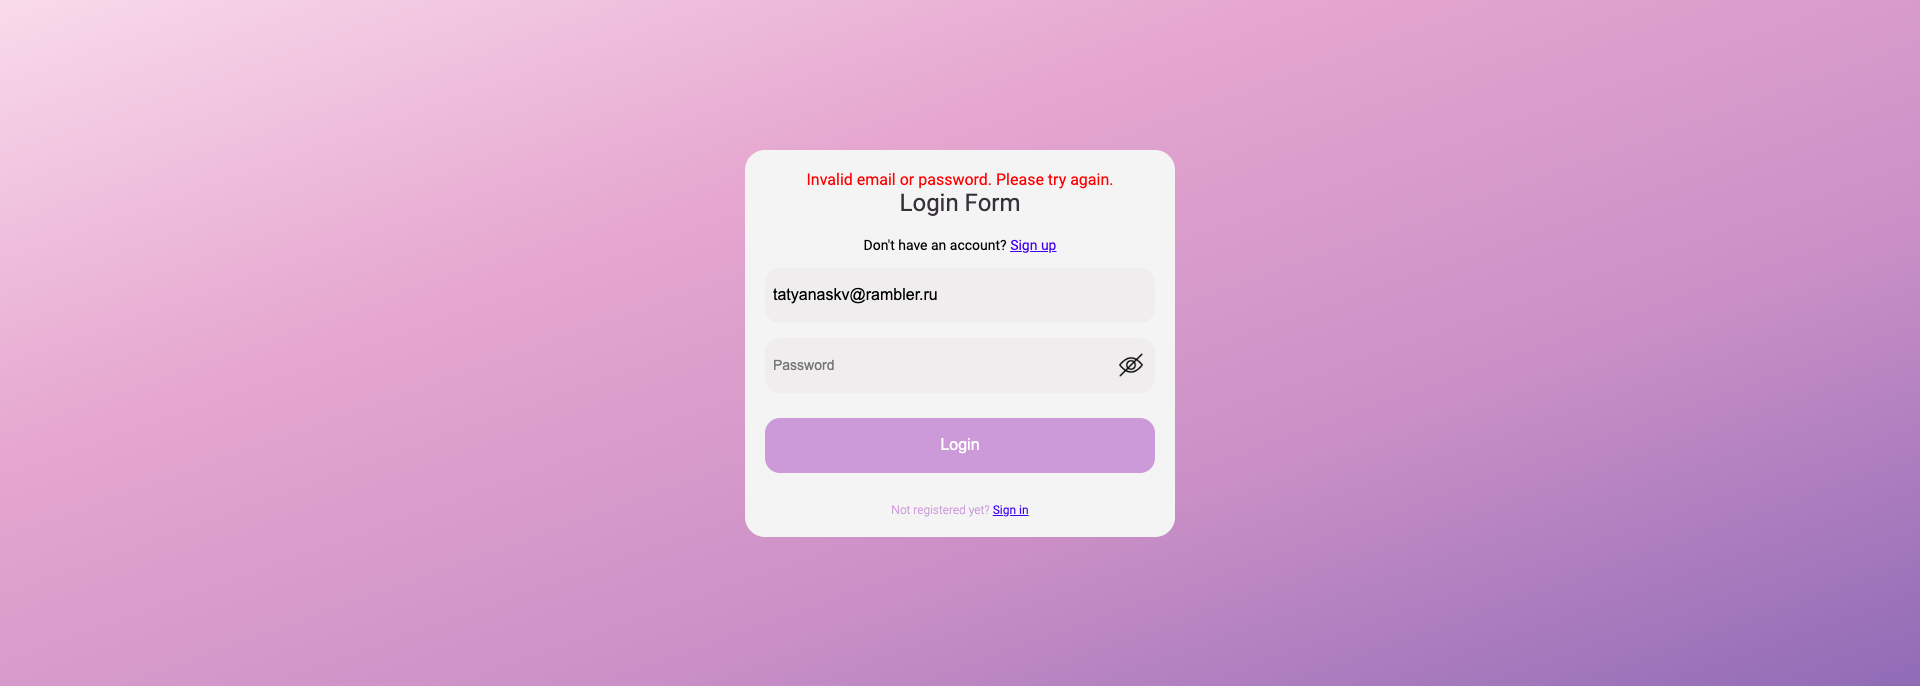 Invalid email or password. Please try again.
Login Form
Don't have an account? Sign up
tatyanaskv@rambler.ru
Password
Login
Not registered yet? Sign in